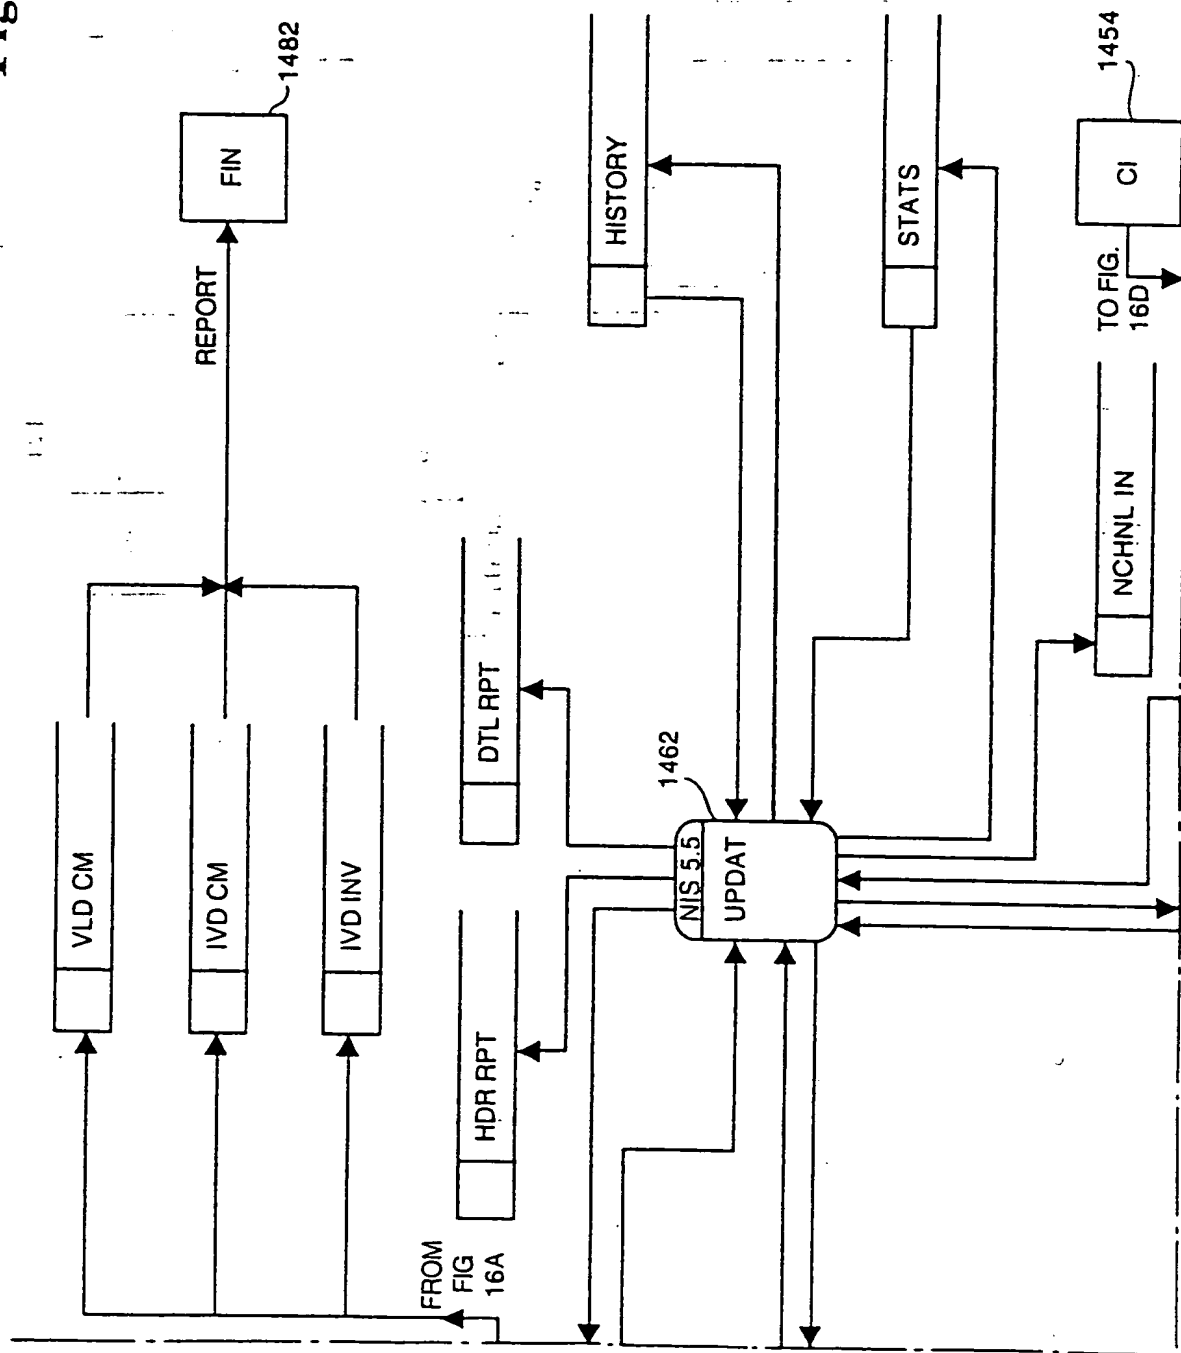 Fig
1482
FIN
REPORT
VLD CM
IVD CM
IVD INV
FROM
FIG
16A
HDR RPT
DTL RPT
HISTORY
STATS
1462
NIS 5.5
UPDAT
NCHNL IN
TO FIG.
16D
CI
1454